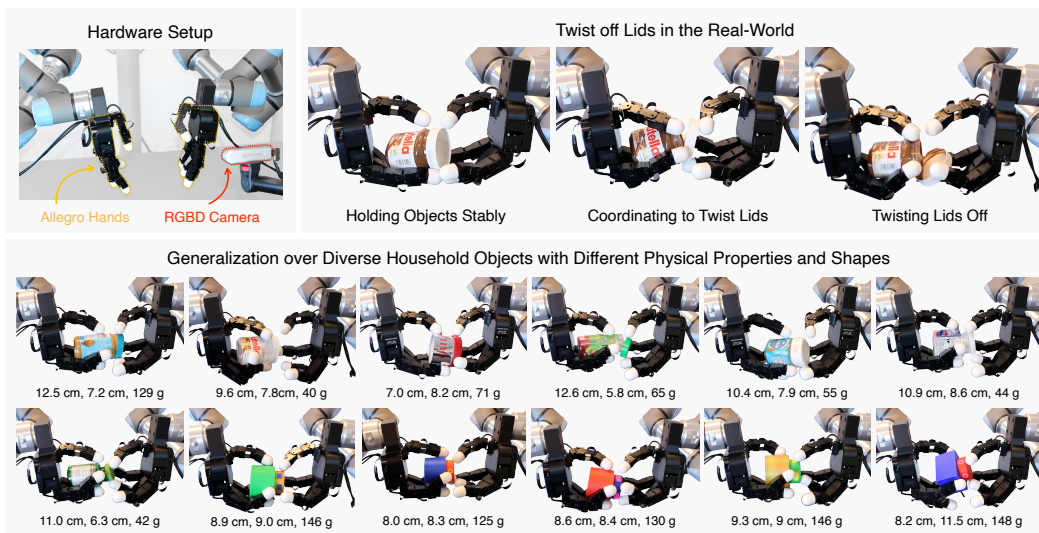 Hardware Setup
Allegro Hands
RGBD Camera
Twist off Lids in the Real-World
nutella
Holding Objects Stably
Coordinating to Twist Lids
Twisting Lids Off
Generalization over Diverse Household Objects with Different Physical Properties and Shapes
12.5 cm, 7.2 cm, 129 g
9.6 cm, 7.8cm, 40 g
7.0 cm, 8.2 cm, 71 g
12.6 cm, 5.8 cm, 65 g
10.4 cm, 7.9 cm, 55 g
10.9 cm, 8.6 cm, 44 g
11.0 cm, 6.3 cm, 42 g
8.9 cm, 9.0 cm, 146 g
8.0 cm, 8.3 cm, 125 g
8.6 cm, 8.4 cm, 130 g
9.3 cm, 9 cm, 146 g
8.2 cm, 11.5 cm, 148 g